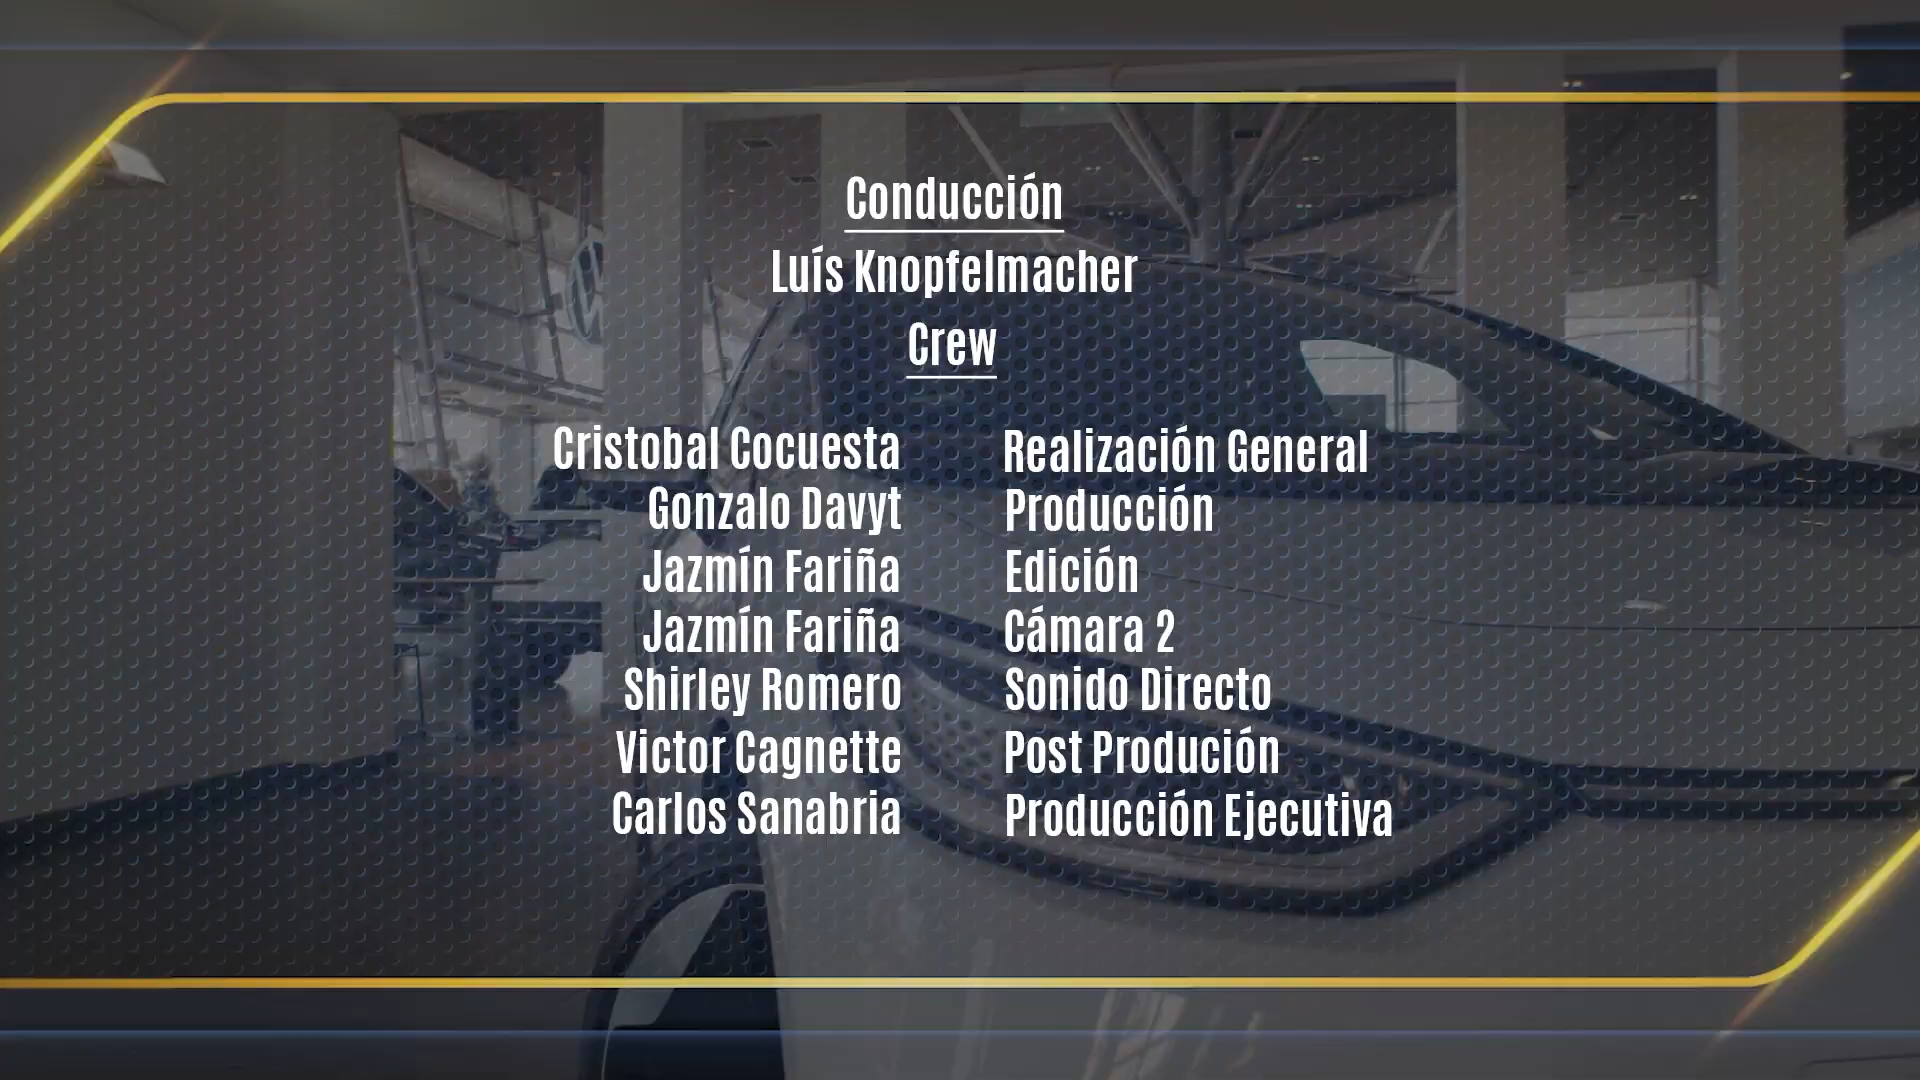 Conducción
Luís Knopfelmacher
Crew
Cristobal Cocuesta Realización General
Gonzalo Davyt Producción
Jazmín Fariña Edición
Jazmín Fariña Cámara 2
Shirley Romero Sonido Directo
Victor Cagnette Post Produción
Carlos Sanabria Producción Ejecutiva